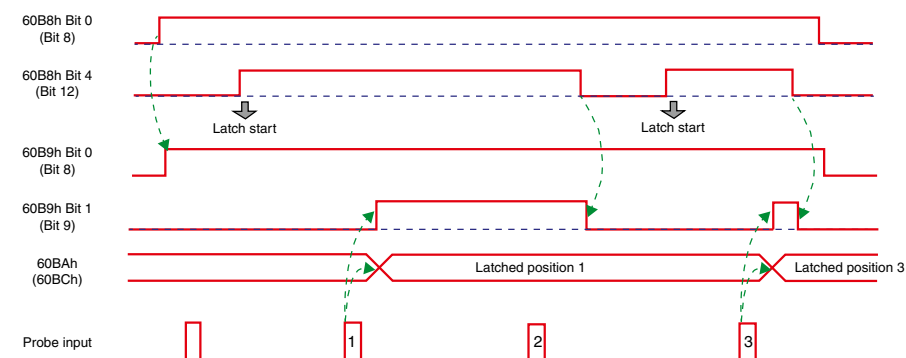 60B8h Bit 0
(Bit 8)
60B8h Bit 4
(Bit 12)
Latch start
Latch start
60B9h Bit 0
(Bit 8)
60B9h Bit 1
(Bit 9)
60BAh
(60BCh)
Latched position 1
Latched position 3
Probe input
1
2
3